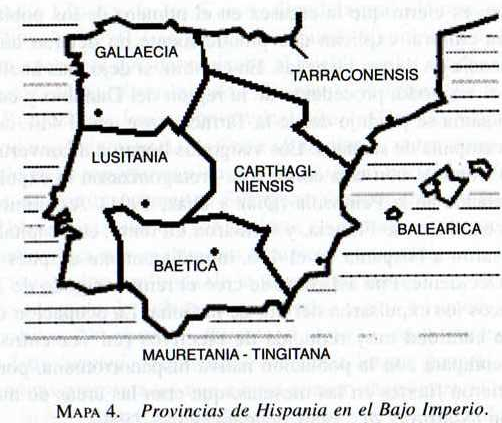 GALLAECIA
TARRACONENSIS
LUSITANIA
CARTHAGI-
NIENSIS
BALEARICA
BAETICA
MAURETANIA - TINGITANA
MAPA 4. Provincias de Hispania en el Bajo Imperio.